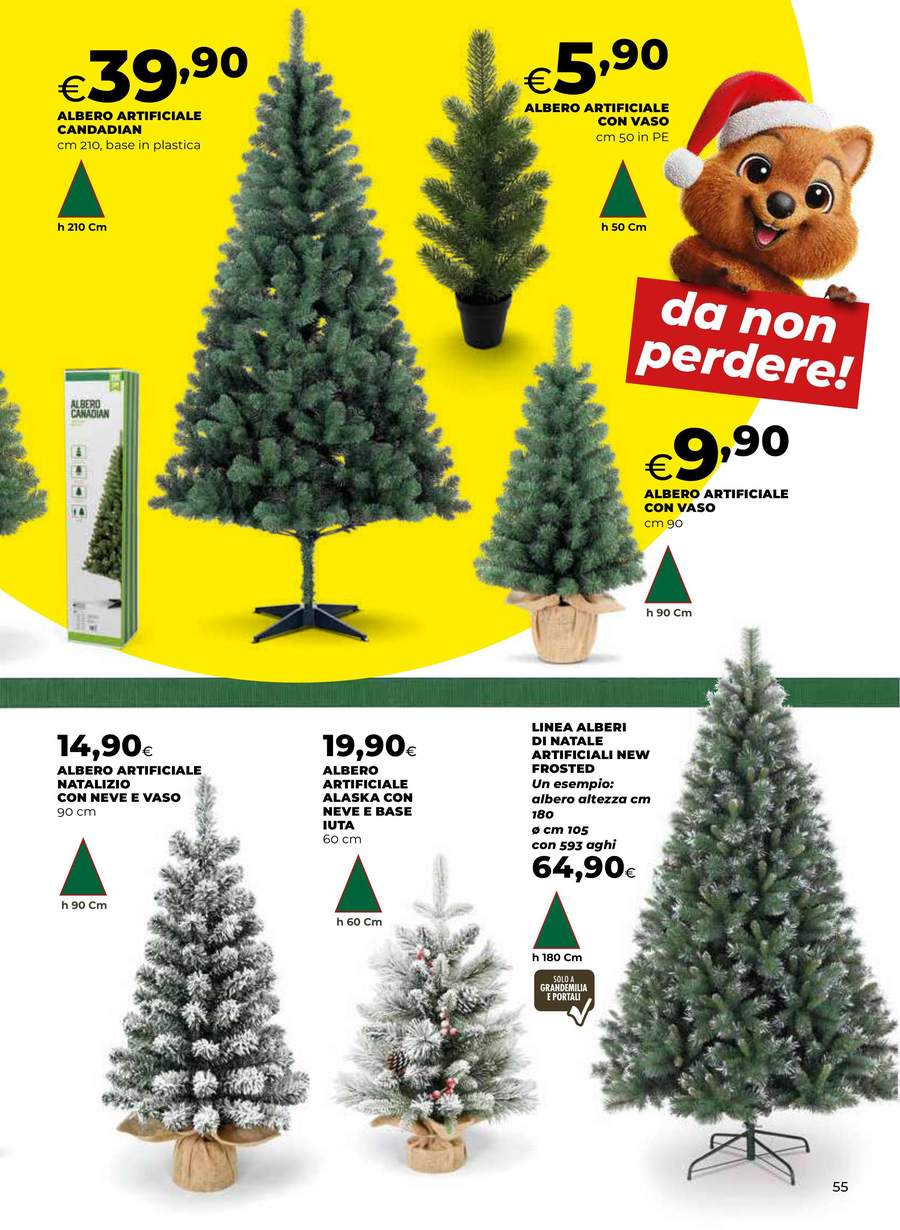 €39,90
ALBERO ARTIFICIALE
CANDADIAN
cm 210, base in plastica
h 210 Cm
€5,90
ALBERO ARTIFICIALE
CON VASO
cm 50 in PE
h 50 Cm
da non
perdere!
ALBERO
CANADIAN
€9,90
ALBERO ARTIFICIALE
CON VASO
cm 90
h 90 Cm
14,90€
ALBERO ARTIFICIALE
NATALIZIO
CON NEVE E VASO
90 cm
h 90 Cm
19,90€
ALBERO
ARTIFICIALE
ALASKA CON
NEVE E BASE
IUTA
60 cm
h 60 Cm
LINEA ALBERI
DI NATALE
ARTIFICIALI NEW
FROSTED
Un esempio:
albero altezza cm
180
ø cm 105
con 593 aghi
64,90€
h 180 Cm
SOLO A
GRANDEMILIA
E PORTALI
55